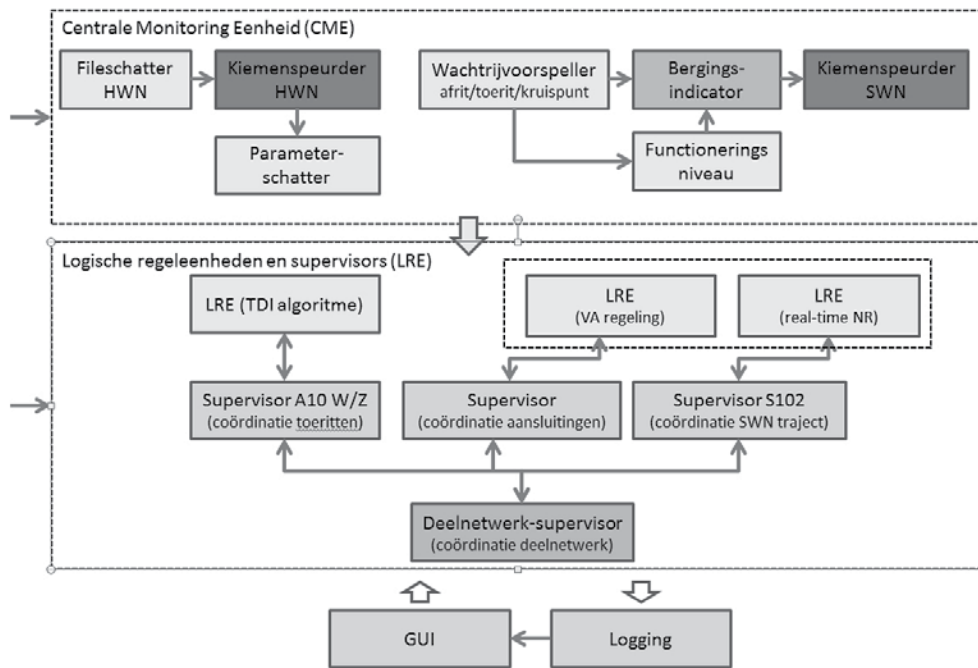 Centrale Monitoring Eenheid (CME)
Fileschatter
HWN
Kiemenspeurder
HWN
Parameter-
schatter
Wachtrijvoorspeller
afrit/toerit/kruispunt
Bergings-
indicator
Kiemenspeurder
SWN
Functionerings
niveau
Logische regeleenheden en supervisors (LRE)
LRE (TDI algoritme)
LRE
(VA regeling)
LRE
(real-time NR)
Supervisor A10 W/Z
(coördinatie toeritten)
Supervisor
(coördinatie aansluitingen)
Supervisor S102
(coördinatie SWN traject)
Deelnetwerk-supervisor
(coördinatie deelnetwerk)
GUI
Logging